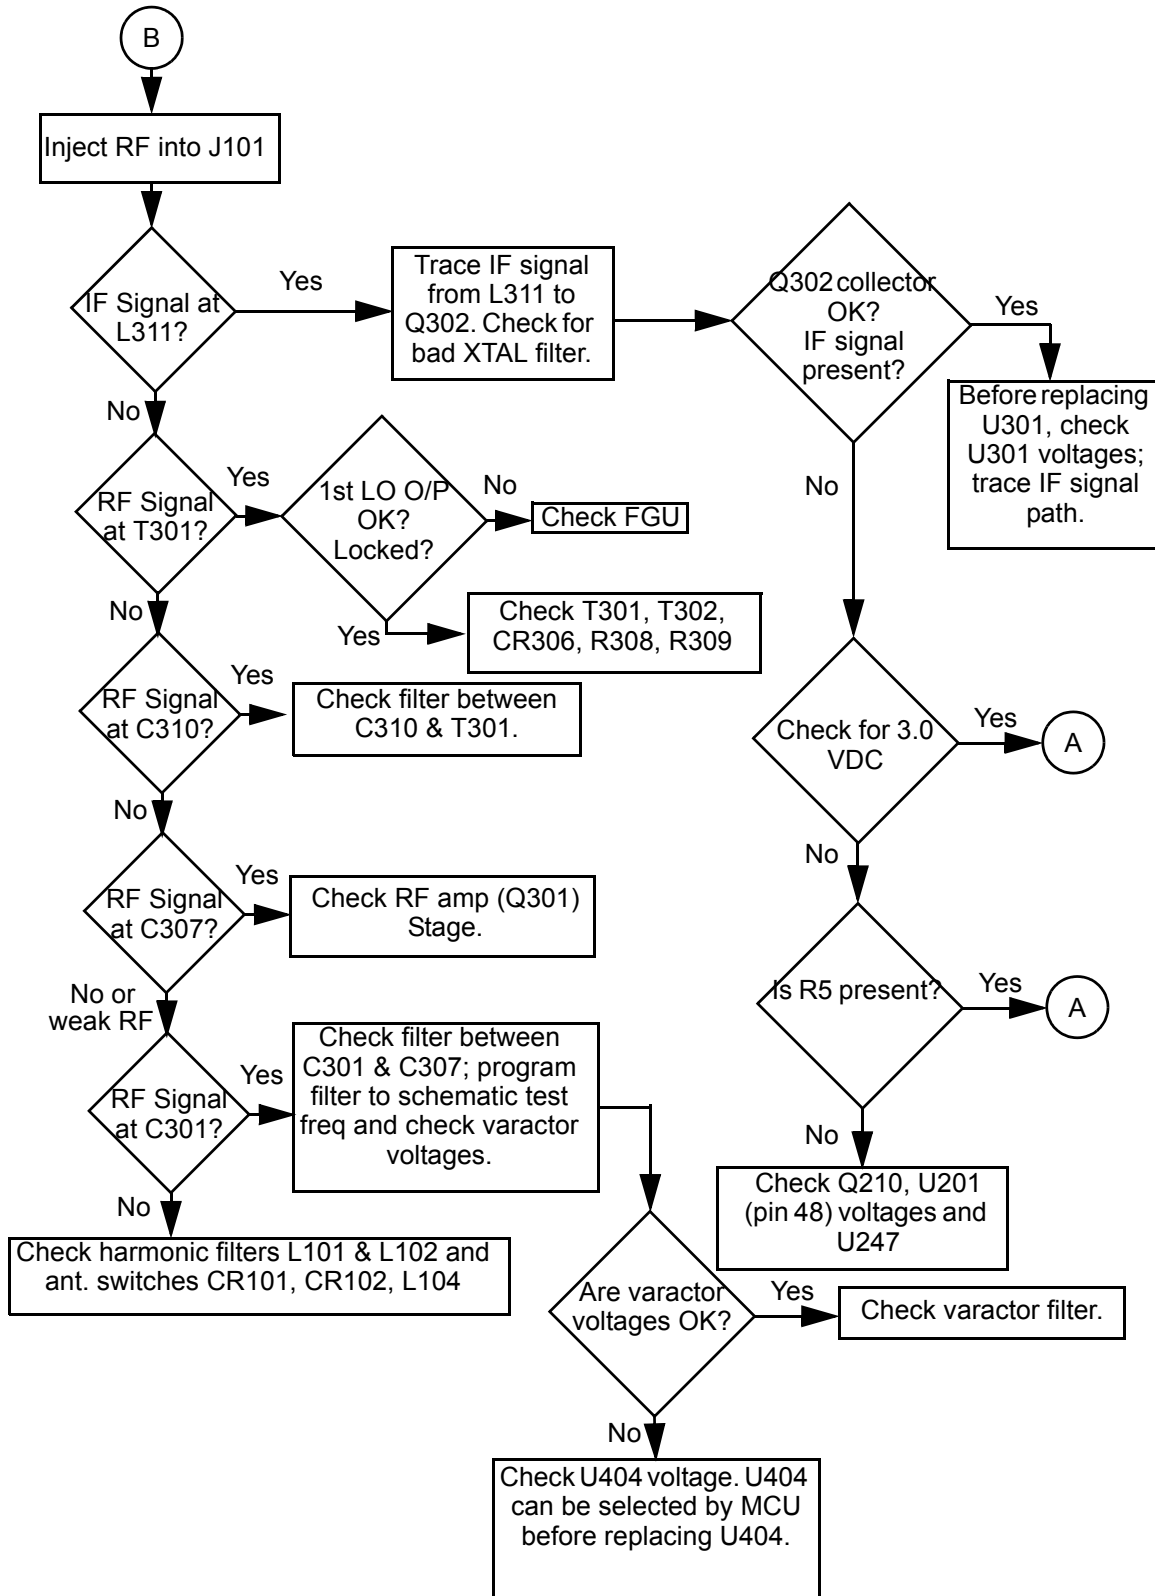 B
Inject RF into J101
IF Signal at
L311?
Yes
Trace IF signal
from L311 to
Q302. Check for
bad XTAL filter.
Q302 collector
OK?
IF signal
present?
Yes
Before replacing
U301, check
U301 voltages;
trace IF signal
path.
No
RF Signal
at T301?
Yes
1st LO O/P
OK?
Locked?
No
Check FGU
Yes
Check T301, T302,
CR306, R308, R309
No
No
RF Signal
at C310?
Yes
Check filter between
C310 & T301.
Check for 3.0
VDC
Yes
A
No
RF Signal
at C307?
Yes
Check RF amp (Q301)
Stage.
No
Is R5 present?
Yes
A
No or
weak RF
RF Signal
at C301?
Yes
Check filter between
C301 & C307; program
filter to schematic test
freq and check varactor
voltages.
No
Check Q210, U201
(pin 48) voltages and
U247
No
Check harmonic filters L101 & L102 and
ant. switches CR101, CR102, L104
Are varactor
voltages OK?
Yes
Check varactor filter.
No
Check U404 voltage. U404
can be selected by MCU
before replacing U404.